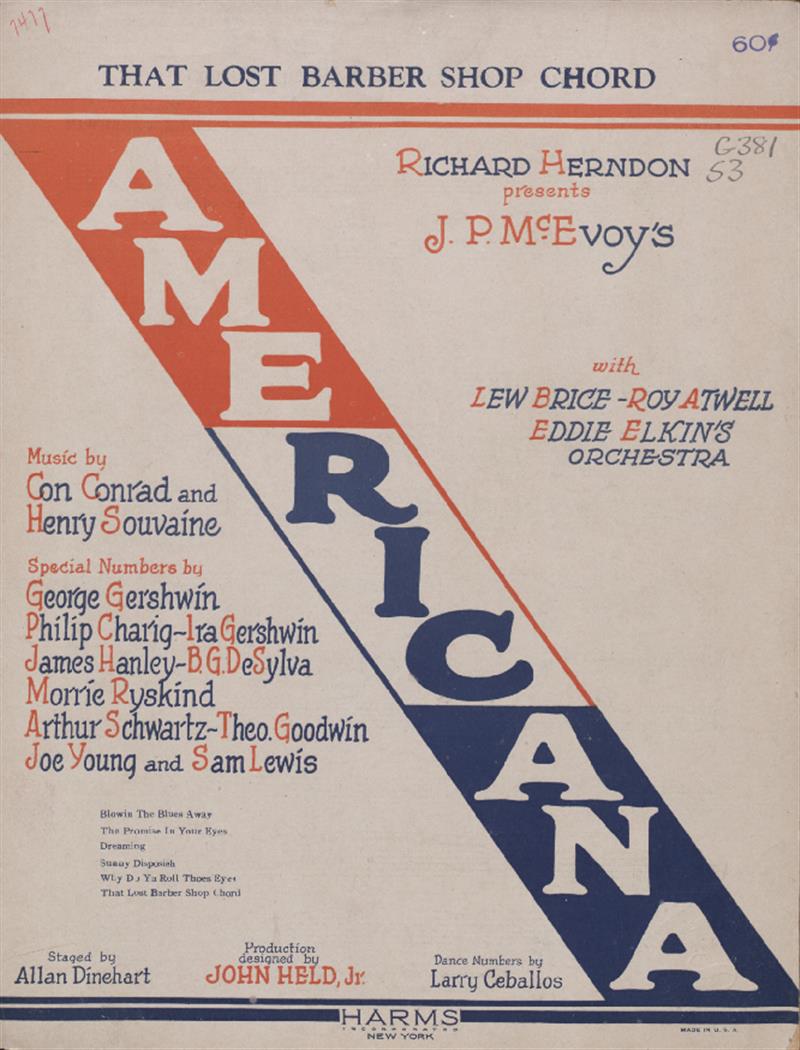 7477
60¢
THAT LOST BARBER SHOP CHORD
RICHARD HERNDON
presents
J. P. McEvoy's
G381
S3
AMERICANA
with
LEW BRICE - ROY ATWELL
EDDIE ELKIN'S
ORCHESTRA
Music by
Con Conrad and
Henry Souvaine
Special Numbers by
George Gershwin
Philip Charig~Ira Gershwin
James Hanley-B.G.DeSylva
Morrie Ryskind
Arthur Schwartz~Theo. Goodwin
Joe Young and Sam Lewis
Blowin The Blues Away
The Promise In Your Eyes
Dreaming
Sunny Disposish
Why Do Ya Roll Thoes Eyes
That Lost Barber Shop Chord
Staged by
Allan Dinehart
Production
designed by
JOHN HELD, Jr.
Dance Numbers by
Larry Ceballos
HARMS
INCORPORATED
NEW YORK
MADE IN U. S. A.